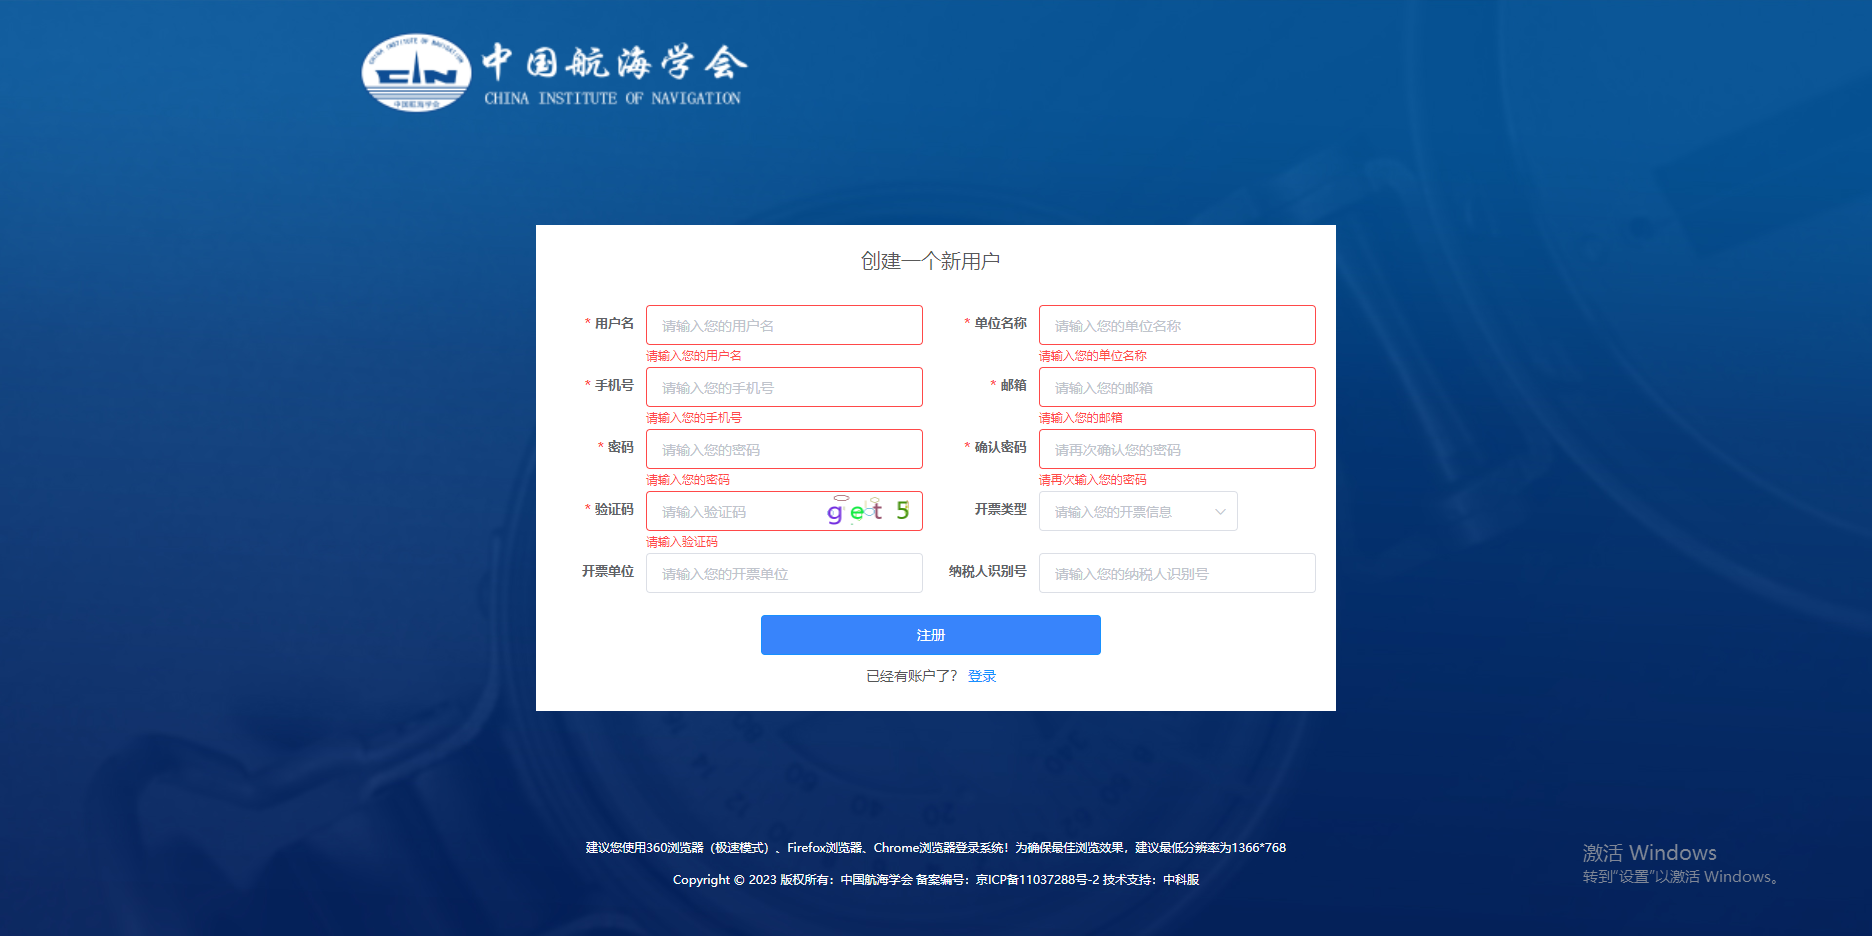 CHINA INSTITUTE OF NAVIGATION
CIN
中国航海学会
中国航海学会
CHINA INSTITUTE OF NAVIGATION
创建一个新用户
* 用户名 请输入您的用户名 * 单位名称 请输入您的单位名称
请输入您的用户名 请输入您的单位名称
* 手机号 请输入您的手机号 * 邮箱 请输入您的邮箱
请输入您的手机号 请输入您的邮箱
* 密码 请输入您的密码 * 确认密码 请再次确认您的密码
请输入您的密码 请再次输入您的密码
* 验证码 请输入验证码 get5 开票类型 请输入您的开票信息
请输入验证码
开票单位 请输入您的开票单位 纳税人识别号 请输入您的纳税人识别号
注册
已经有账户了? 登录
建议您使用360浏览器（极速模式）、Firefox浏览器、Chrome浏览器登录系统！为确保最佳浏览效果，建议最低分辨率为1366*768
Copyright © 2023 版权所有：中国航海学会 备案编号：京ICP备11037288号-2 技术支持：中科服
激活 Windows
转到“设置”以激活 Windows。